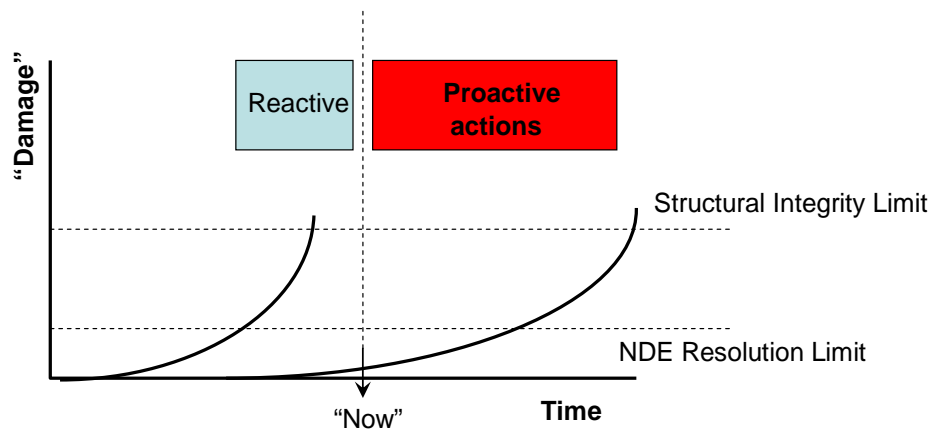 “Damage”
Reactive
Proactive
actions
Structural Integrity Limit
NDE Resolution Limit
“Now”
Time